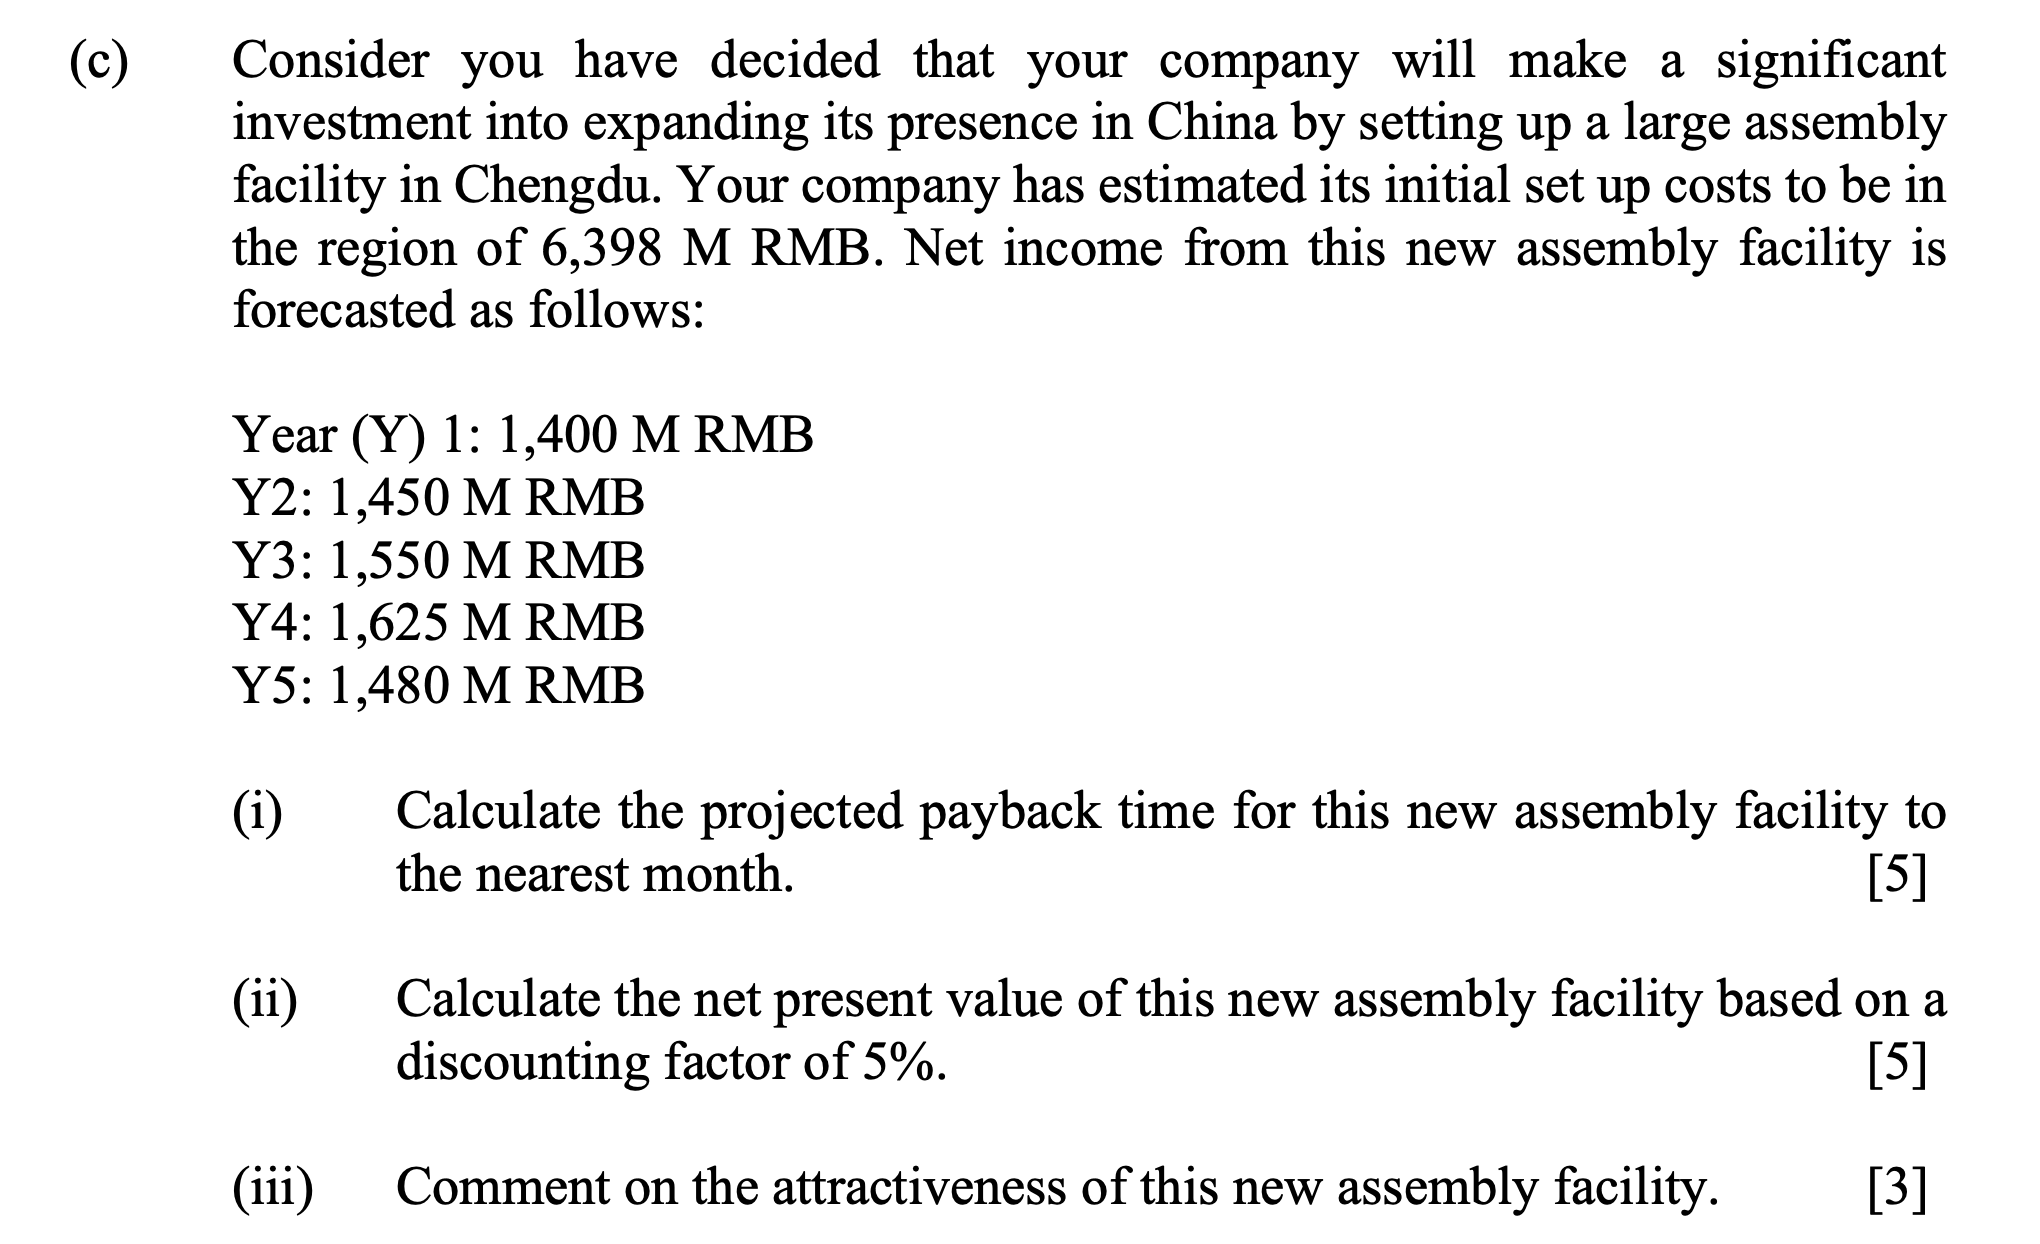 (c) Consider you have decided that your company will make a significant
investment into expanding its presence in China by setting up a large assembly
facility in Chengdu. Your company has estimated its initial set up costs to be in
the region of 6,398 M RMB. Net income from this new assembly facility is
forecasted as follows:
Year (Y) 1: 1,400 M RMB
Y2: 1,450 M RMB
Y3: 1,550 M RMB
Y4: 1,625 M RMB
Y5: 1,480 M RMB
(i) Calculate the projected payback time for this new assembly facility to
the nearest month. [5]
(ii) Calculate the net present value of this new assembly facility based on a
discounting factor of 5%. [5]
(iii) Comment on the attractiveness of this new assembly facility. [3]